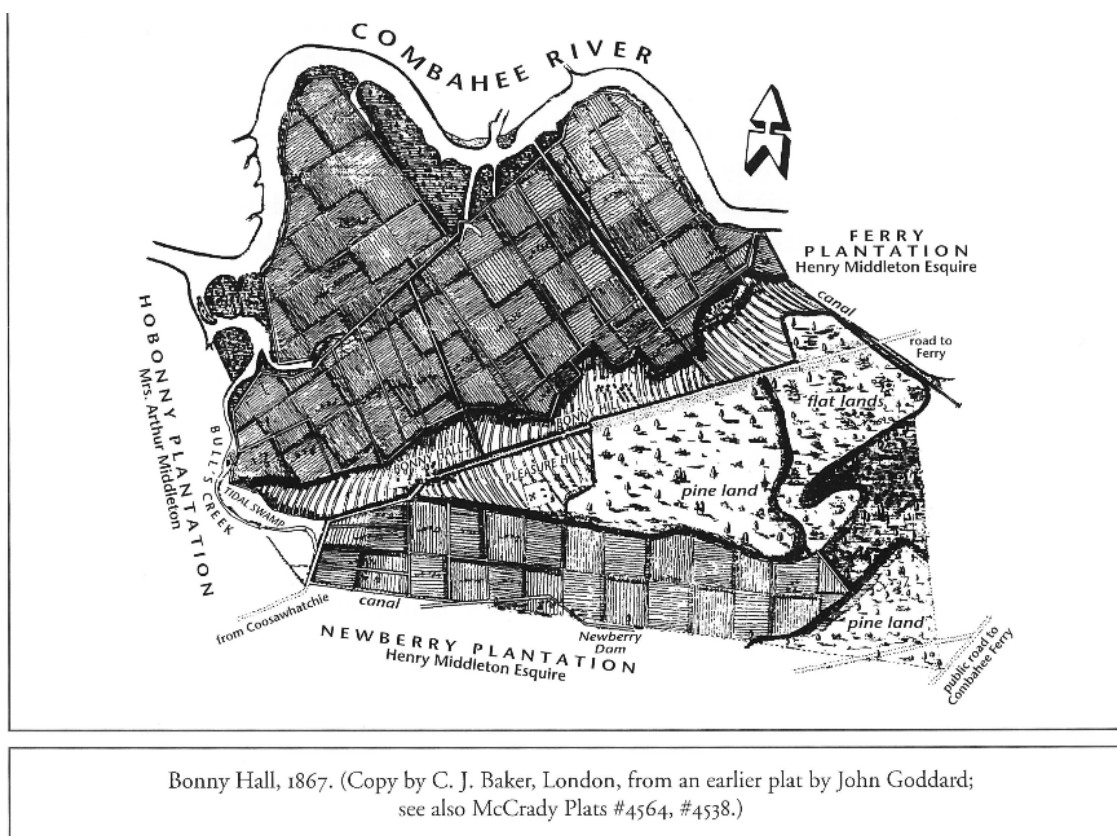 COMBAHEE RIVER
FERRY
PLANTATION
Henry Middleton Esquire
canal
road to
Ferry
flat lands
HOBONNY PLANTATION
Mrs. Arthur Middleton
BULL'S CREEK
TIDAL SWAMP
BONNY HALL
BONNY HILL
PLEASURE HILL
pine land
pine land
from Coosawhatchie
canal
Newberry
Dam
NEWBERRY PLANTATION
Henry Middleton Esquire
public road to
Combahee Ferry
Bonny Hall, 1867. (Copy by C. J. Baker, London, from an earlier plat by John Goddard;
see also McCrady Plats #4564, #4538.)